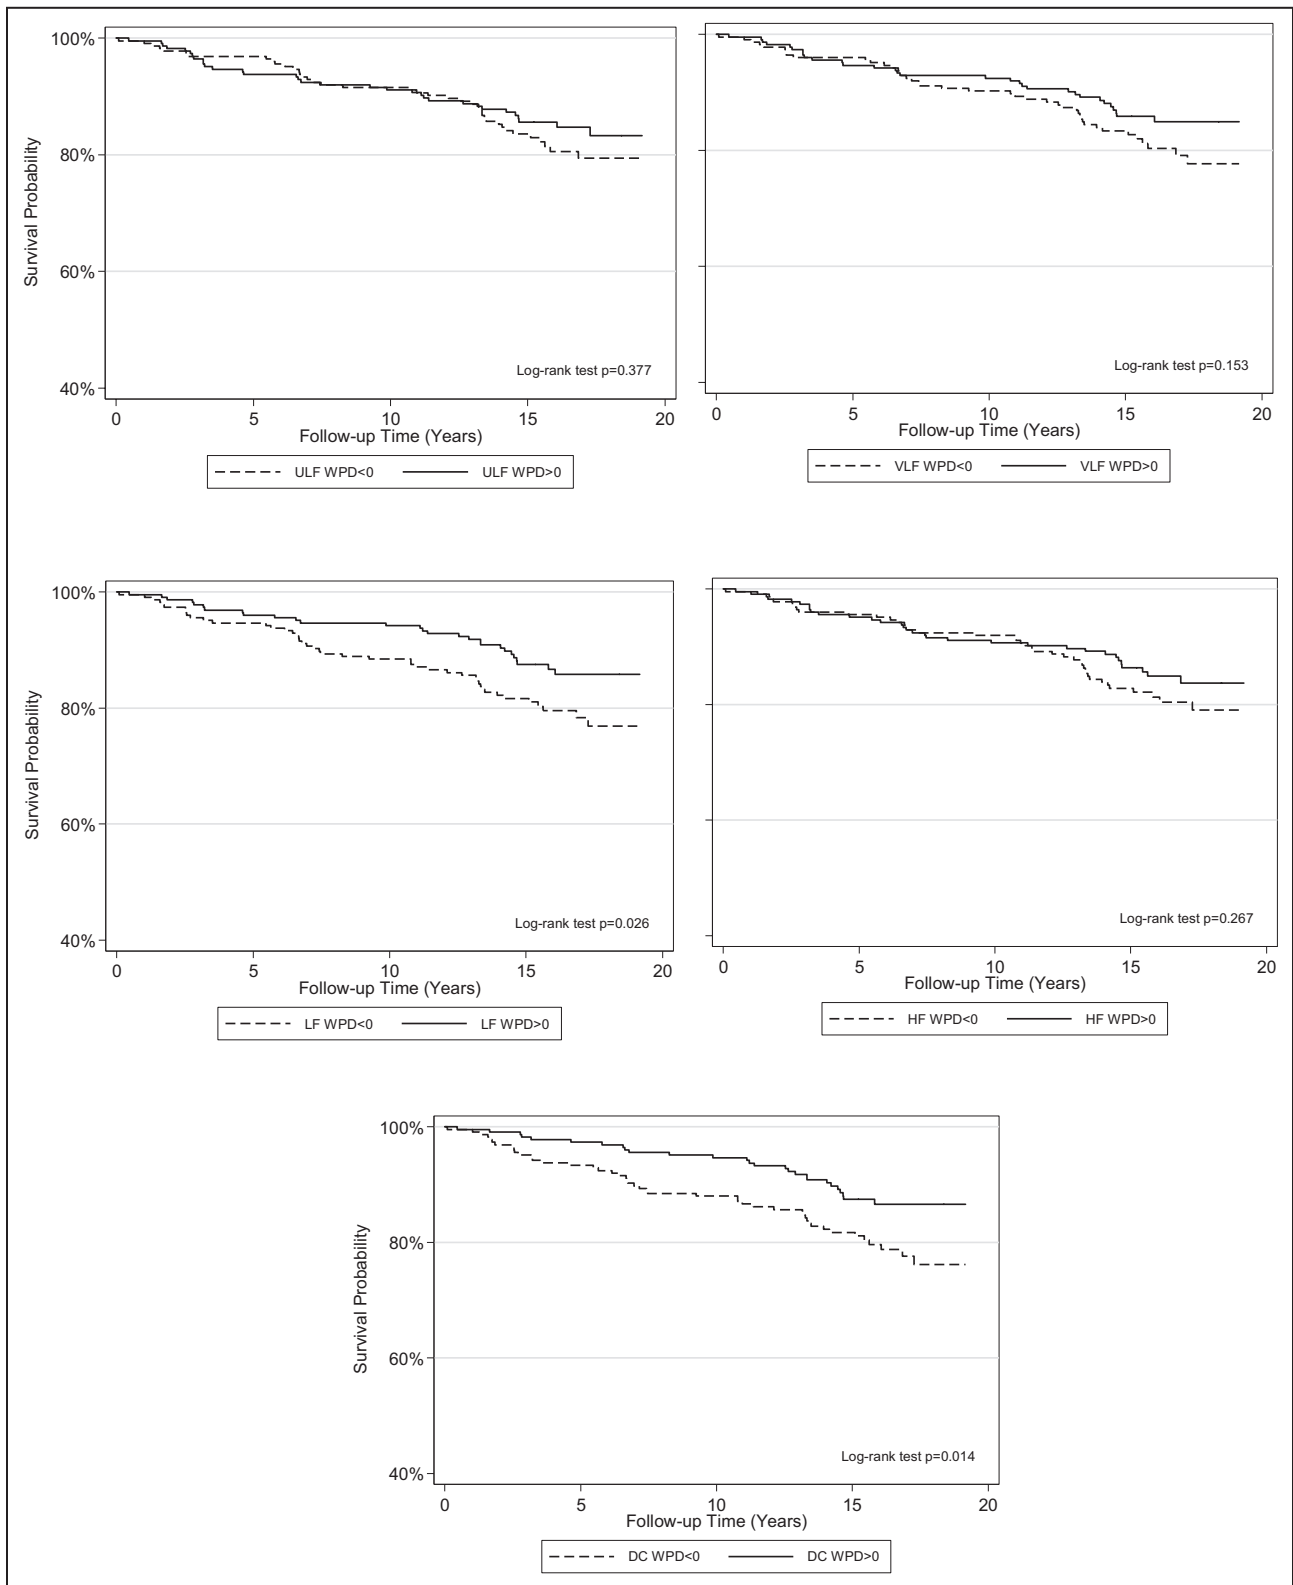 100%
80%
60%
40%
Survival Probability
Log-rank test p=0.377
0 5 10 15 20
Follow-up Time (Years)
ULF WPD<0 ULF WPD>0
Log-rank test p=0.153
0 5 10 15 20
Follow-up Time (Years)
VLF WPD<0 VLF WPD>0
100%
80%
60%
40%
Survival Probability
Log-rank test p=0.026
0 5 10 15 20
Follow-up Time (Years)
LF WPD<0 LF WPD>0
Log-rank test p=0.267
0 5 10 15 20
Follow-up Time (Years)
HF WPD<0 HF WPD>0
100%
80%
60%
40%
Survival Probability
Log-rank test p=0.014
0 5 10 15 20
Follow-up Time (Years)
DC WPD<0 DC WPD>0